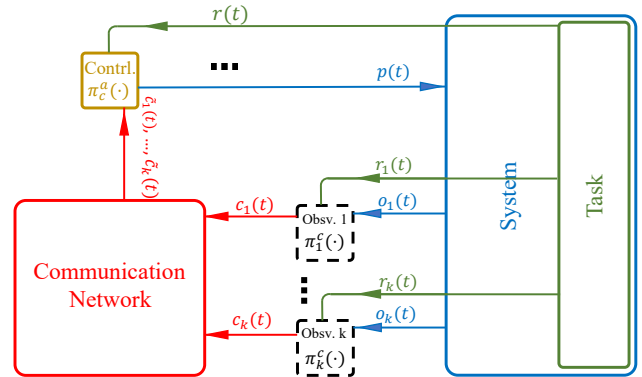 r(t)
Contrl.
π_c^a(·)
...
p(t)
c̃_1(t), ..., c̃_k(t)
r_1(t)
c_1(t)
Obsv. 1
π_1^c(·)
o_1(t)
System
Task
Communication
Network
⋮
r_k(t)
c_k(t)
Obsv. k
π_k^c(·)
o_k(t)